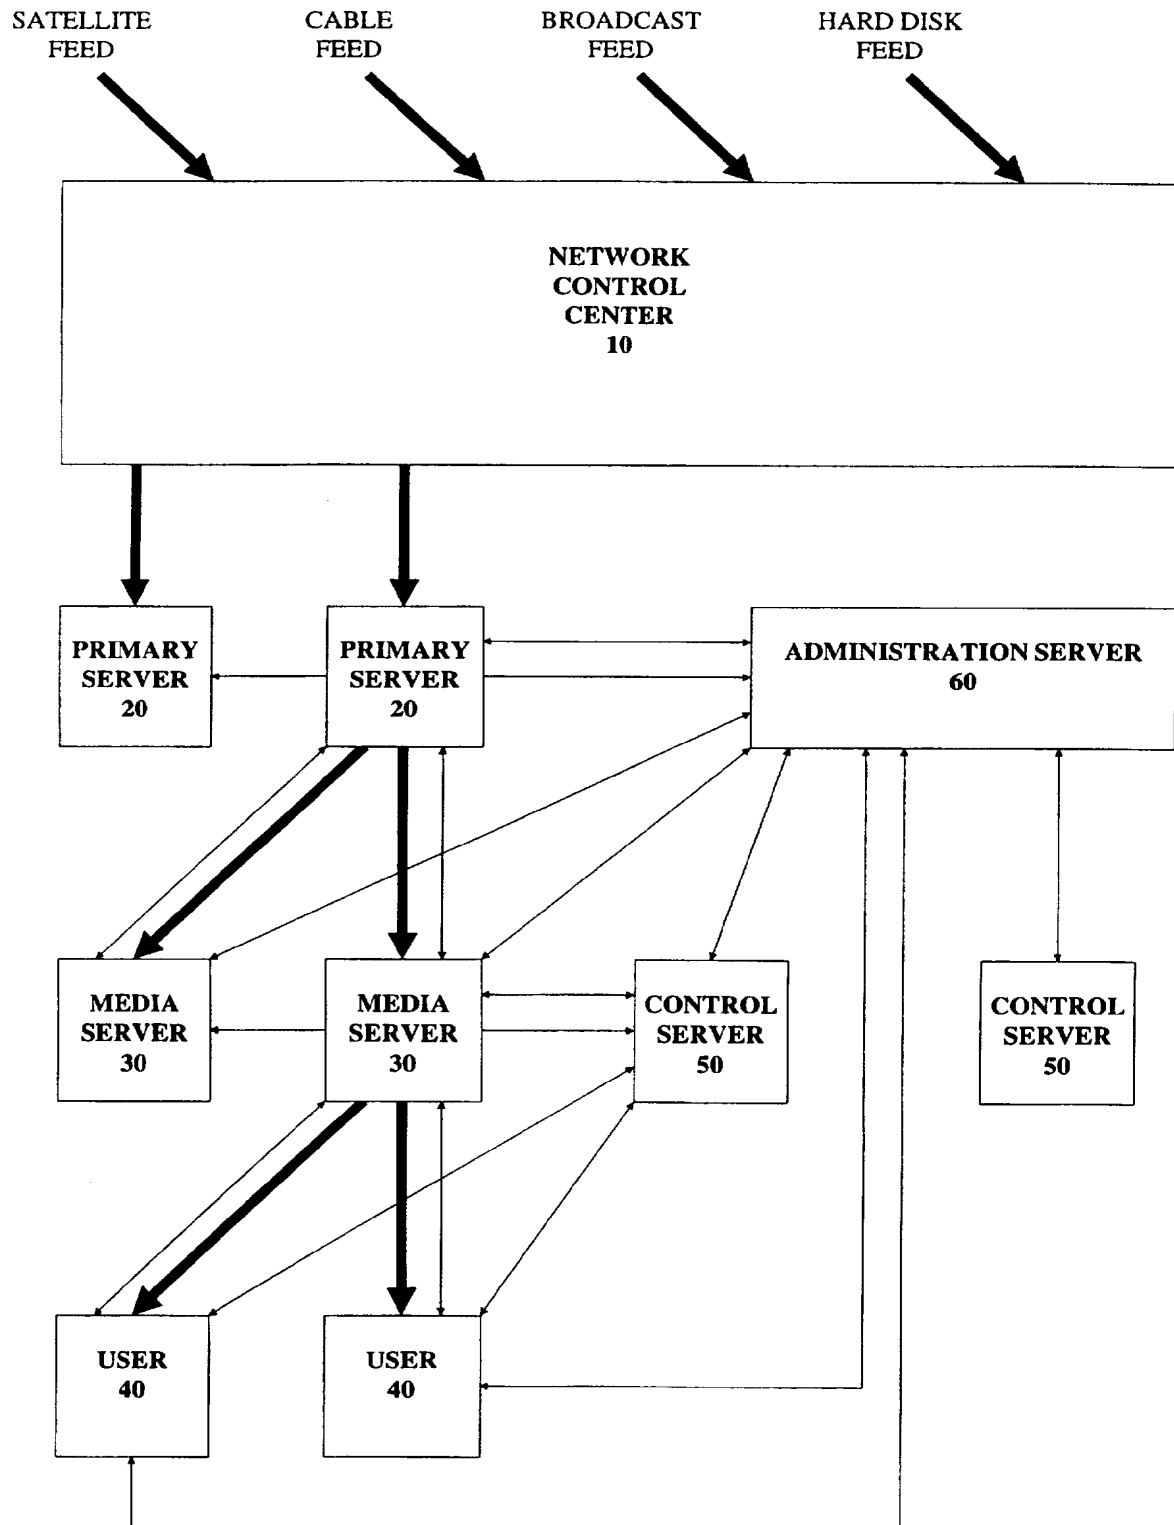 SATELLITE
FEED
CABLE
FEED
BROADCAST
FEED
HARD DISK
FEED
NETWORK
CONTROL
CENTER
10
PRIMARY
SERVER
20
PRIMARY
SERVER
20
ADMINISTRATION SERVER
60
MEDIA
SERVER
30
MEDIA
SERVER
30
CONTROL
SERVER
50
CONTROL
SERVER
50
USER
40
USER
40